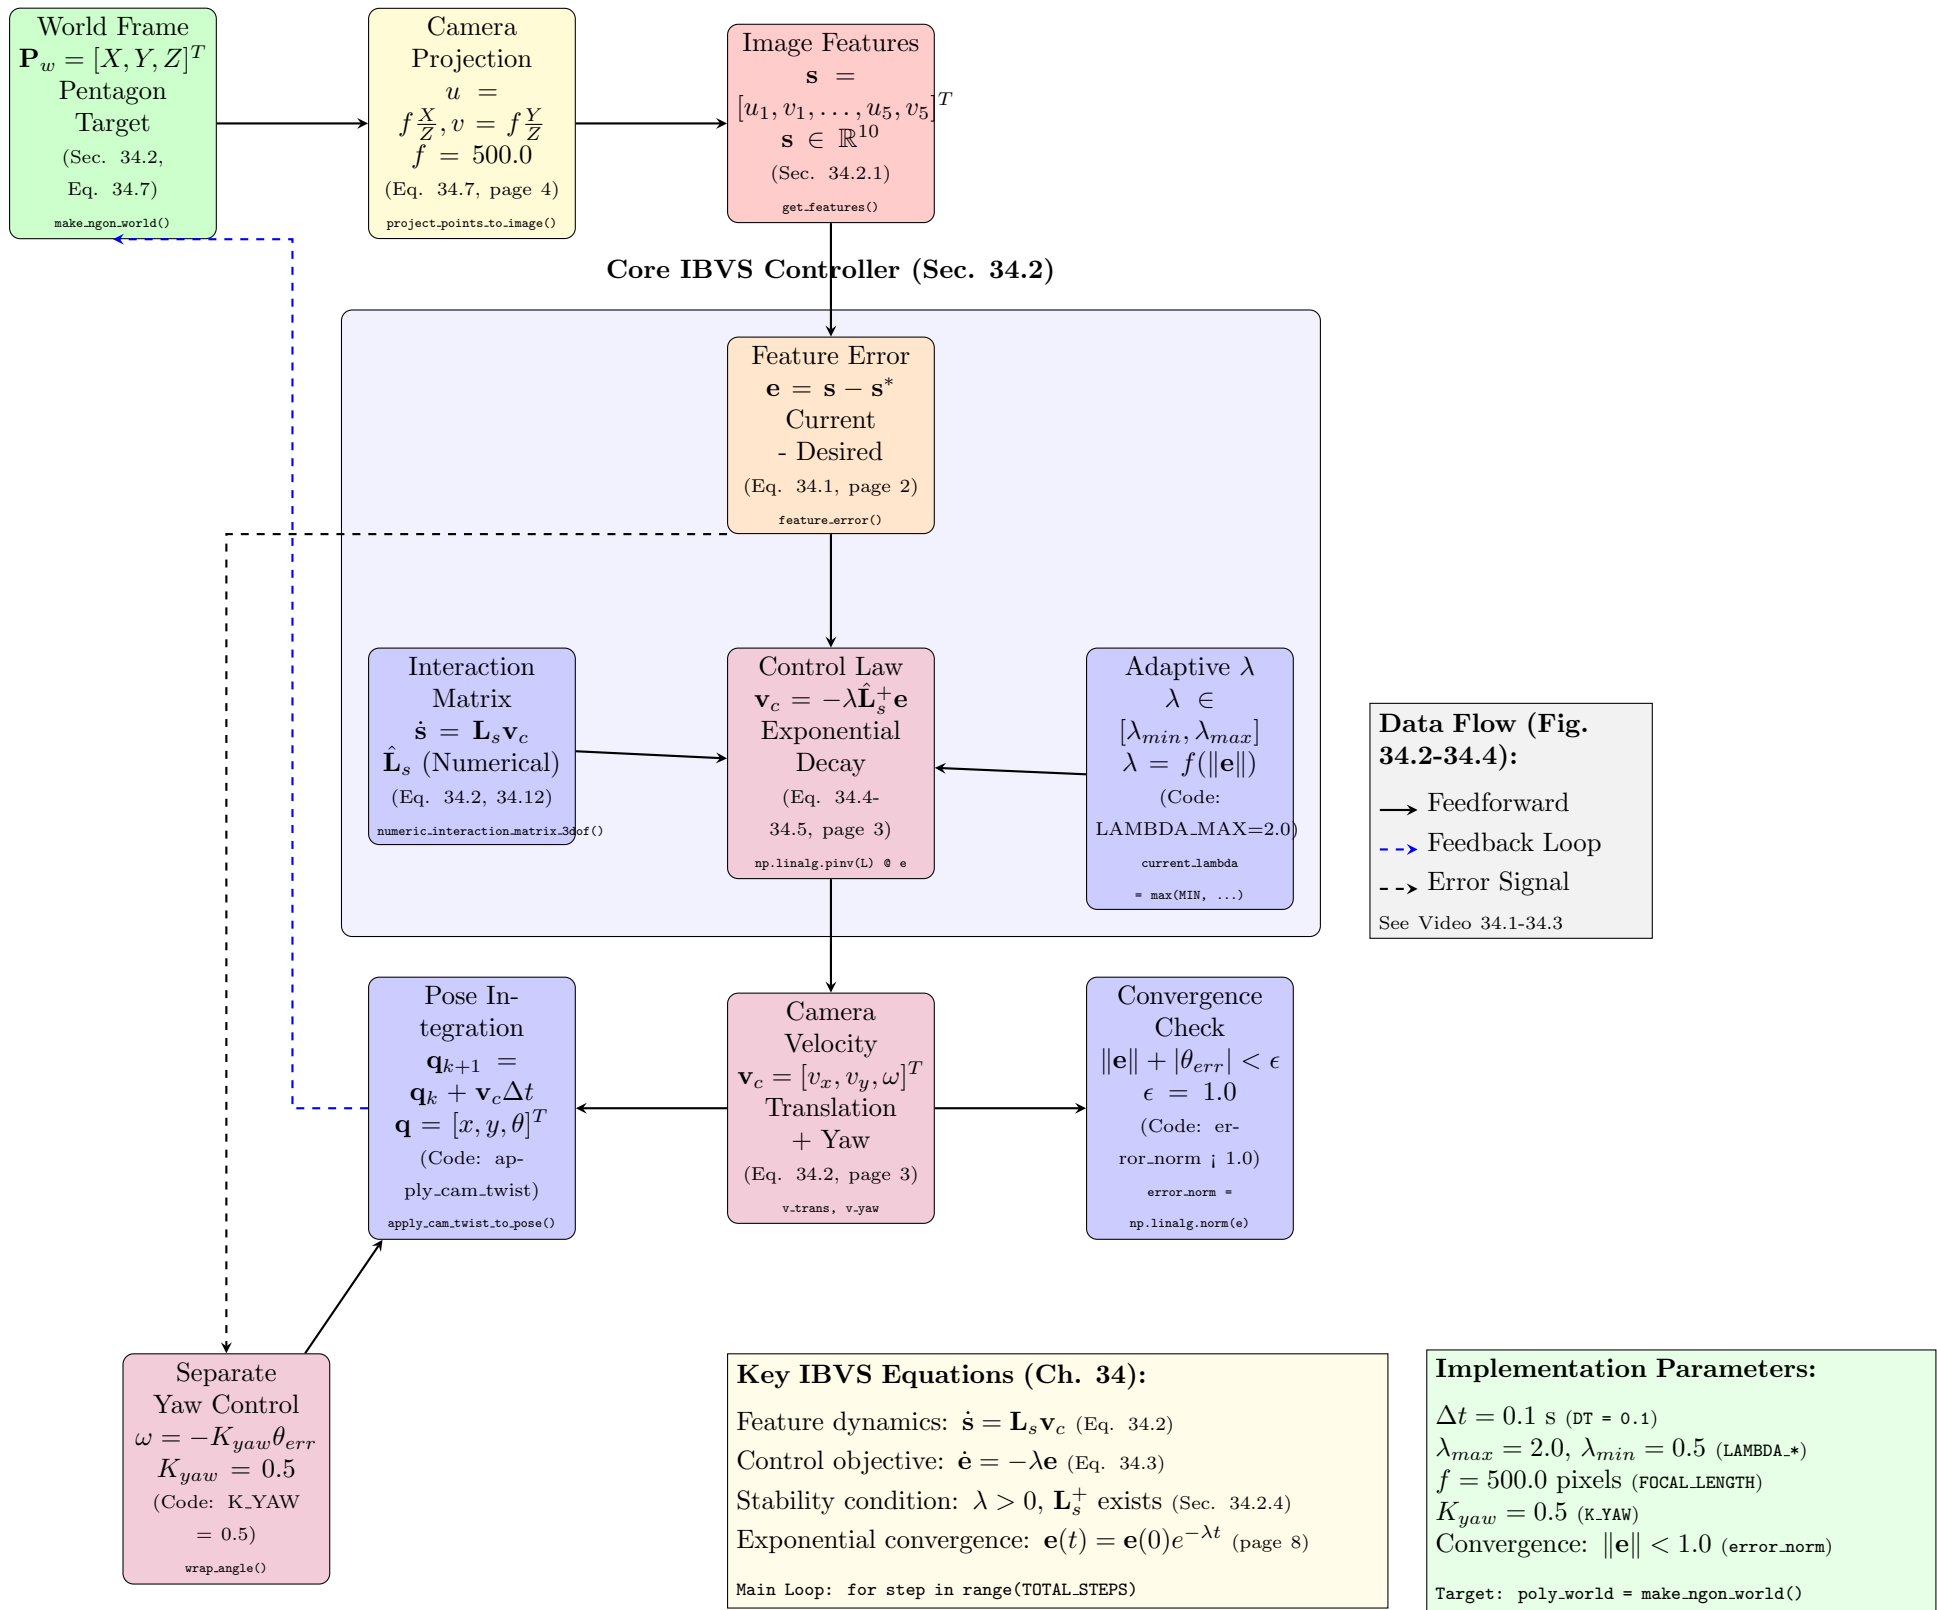 World Frame
𝐏_w = [X, Y, Z]^T
Pentagon
Target
(Sec. 34.2,
Eq. 34.7)
make_ngon_world()
Camera
Projection
u =
f X/Z, v = f Y/Z
f = 500.0
(Eq. 34.7, page 4)
project_points_to_image()
Image Features
𝐬 =
[u_1, v_1, …, u_5, v_5]^T
𝐬 ∈ ℝ^10
(Sec. 34.2.1)
get_features()
Core IBVS Controller (Sec. 34.2)
Feature Error
𝐞 = 𝐬 − 𝐬^*
Current
- Desired
(Eq. 34.1, page 2)
feature_error()
Interaction
Matrix
𝐬̇ = 𝐋_s 𝐯_c
𝐋̂_s (Numerical)
(Eq. 34.2, 34.12)
numeric_interaction_matrix_3dof()
Control Law
𝐯_c = −λ𝐋̂_s^+ 𝐞
Exponential
Decay
(Eq. 34.4-
34.5, page 3)
np.linalg.pinv(L) @ e
Adaptive λ
λ ∈
[λ_min, λ_max]
λ = f(‖𝐞‖)
(Code:
LAMBDA_MAX=2.0)
current_lambda
= max(MIN, ...)
Data Flow (Fig.
34.2-34.4):
Feedforward
Feedback Loop
Error Signal
See Video 34.1-34.3
Pose In-
tegration
𝐪_{k+1} =
𝐪_k + 𝐯_c Δt
𝐪 = [x, y, θ]^T
(Code: ap-
ply_cam_twist)
apply_cam_twist_to_pose()
Camera
Velocity
𝐯_c = [v_x, v_y, ω]^T
Translation
+ Yaw
(Eq. 34.2, page 3)
v_trans, v_yaw
Convergence
Check
‖𝐞‖ + |θ_err| < ϵ
ϵ = 1.0
(Code: er-
ror_norm ¡ 1.0)
error_norm =
np.linalg.norm(e)
Separate
Yaw Control
ω = −K_yaw θ_err
K_yaw = 0.5
(Code: K_YAW
= 0.5)
wrap_angle()
Key IBVS Equations (Ch. 34):
Feature dynamics: 𝐬̇ = 𝐋_s 𝐯_c (Eq. 34.2)
Control objective: 𝐞̇ = −λ𝐞 (Eq. 34.3)
Stability condition: λ > 0, 𝐋_s^+ exists (Sec. 34.2.4)
Exponential convergence: 𝐞(t) = 𝐞(0)e^{−λt} (page 8)
Main Loop: for step in range(TOTAL_STEPS)
Implementation Parameters:
Δt = 0.1 s (DT = 0.1)
λ_max = 2.0, λ_min = 0.5 (LAMBDA_*)
f = 500.0 pixels (FOCAL_LENGTH)
K_yaw = 0.5 (K_YAW)
Convergence: ‖𝐞‖ < 1.0 (error_norm)
Target: poly_world = make_ngon_world()